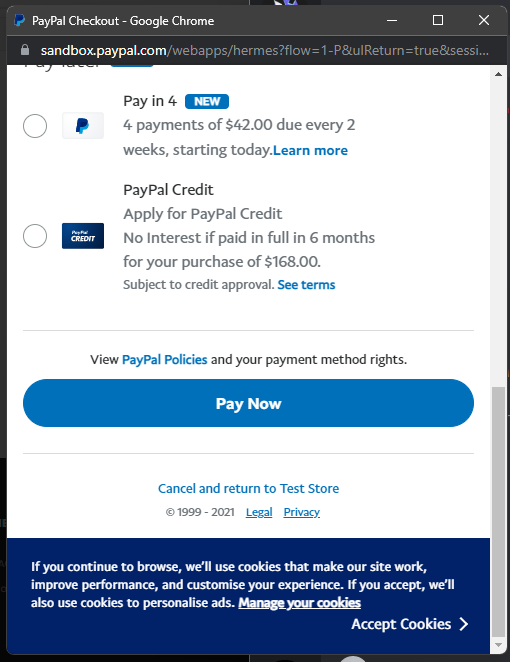 PayPal Checkout - Google Chrome
sandbox.paypal.com/webapps/hermes?flow=1-P&ulReturn=true&sessi...
Pay later
Pay in 4 NEW
4 payments of $42.00 due every 2
weeks, starting today.Learn more
PayPal Credit
PayPal
CREDIT
Apply for PayPal Credit
No Interest if paid in full in 6 months
for your purchase of $168.00.
Subject to credit approval. See terms
View PayPal Policies and your payment method rights.
Pay Now
Cancel and return to Test Store
© 1999 - 2021 Legal Privacy
If you continue to browse, we'll use cookies that make our site work,
improve performance, and customise your experience. If you accept, we'll
also use cookies to personalise ads. Manage your cookies
Accept Cookies